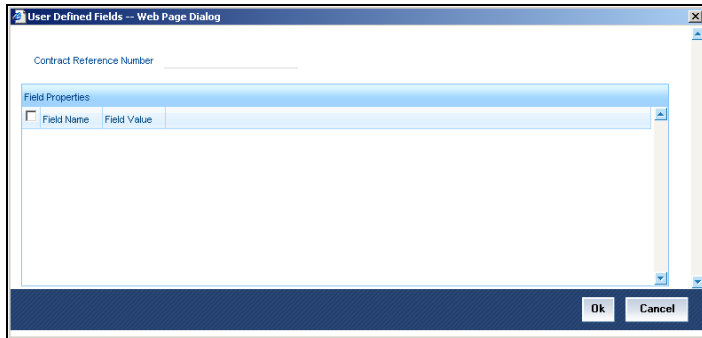 User Defined Fields -- Web Page Dialog
Contract Reference Number
Field Properties
Field Name Field Value
Ok Cancel